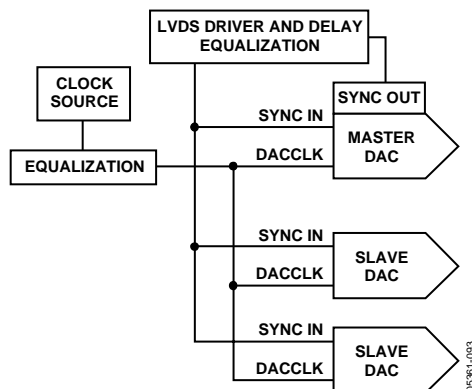 LVDS DRIVER AND DELAY
EQUALIZATION
CLOCK
SOURCE
SYNC OUT
SYNC IN
MASTER
DAC
DACCLK
EQUALIZATION
SYNC IN
SLAVE
DAC
DACCLK
SYNC IN
SLAVE
DAC
DACCLK
05361-093